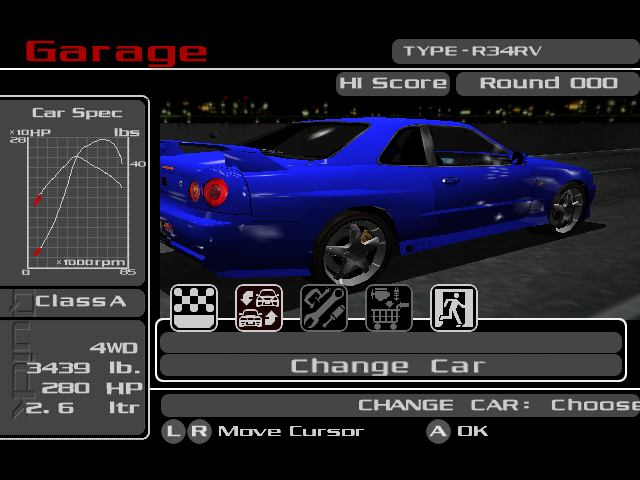 Garage
TYPE-R34RV
HI Score
Round 000
Car Spec
×10HP
lbs
28
40
×1000rpm
0
85
ClassA
4WD
3439 lb.
280 HP
2.6 ltr
Change Car
CHANGE CAR: Choose
L R Move Cursor
A OK